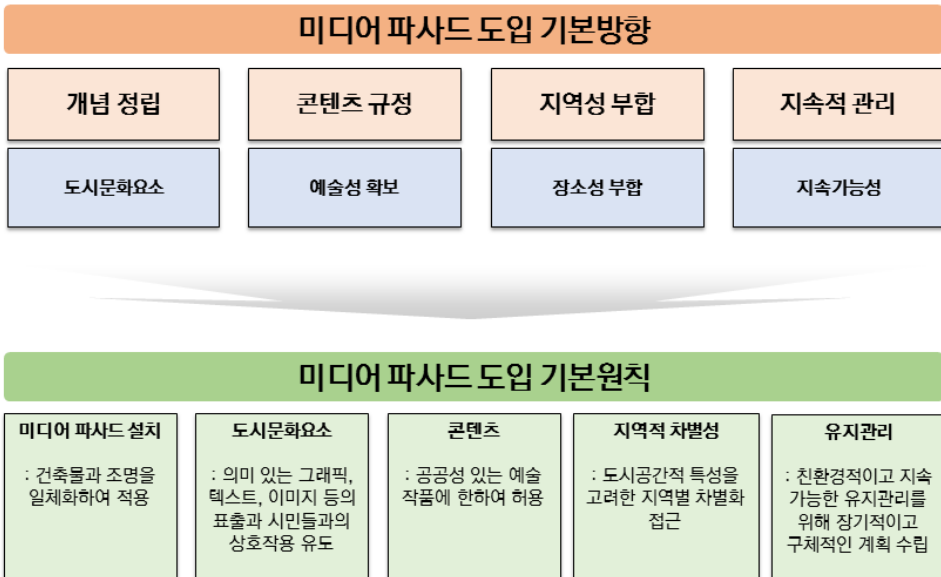 미디어 파사드 도입 기본방향
개념 정립
콘텐츠 규정
지역성 부합
지속적 관리
도시문화요소
예술성 확보
장소성 부합
지속가능성
미디어 파사드 도입 기본원칙
미디어 파사드 설치
: 건축물과 조명을
일체화하여 적용
도시문화요소
: 의미 있는 그래픽,
텍스트, 이미지 등의
표출과 시민들과의
상호작용 유도
콘텐츠
: 공공성 있는 예술
작품에 한하여 허용
지역적 차별성
: 도시공간적 특성을
고려한 지역별 차별화
접근
유지관리
: 친환경적이고 지속
가능한 유지관리를
위해 장기적이고
구체적인 계획 수립